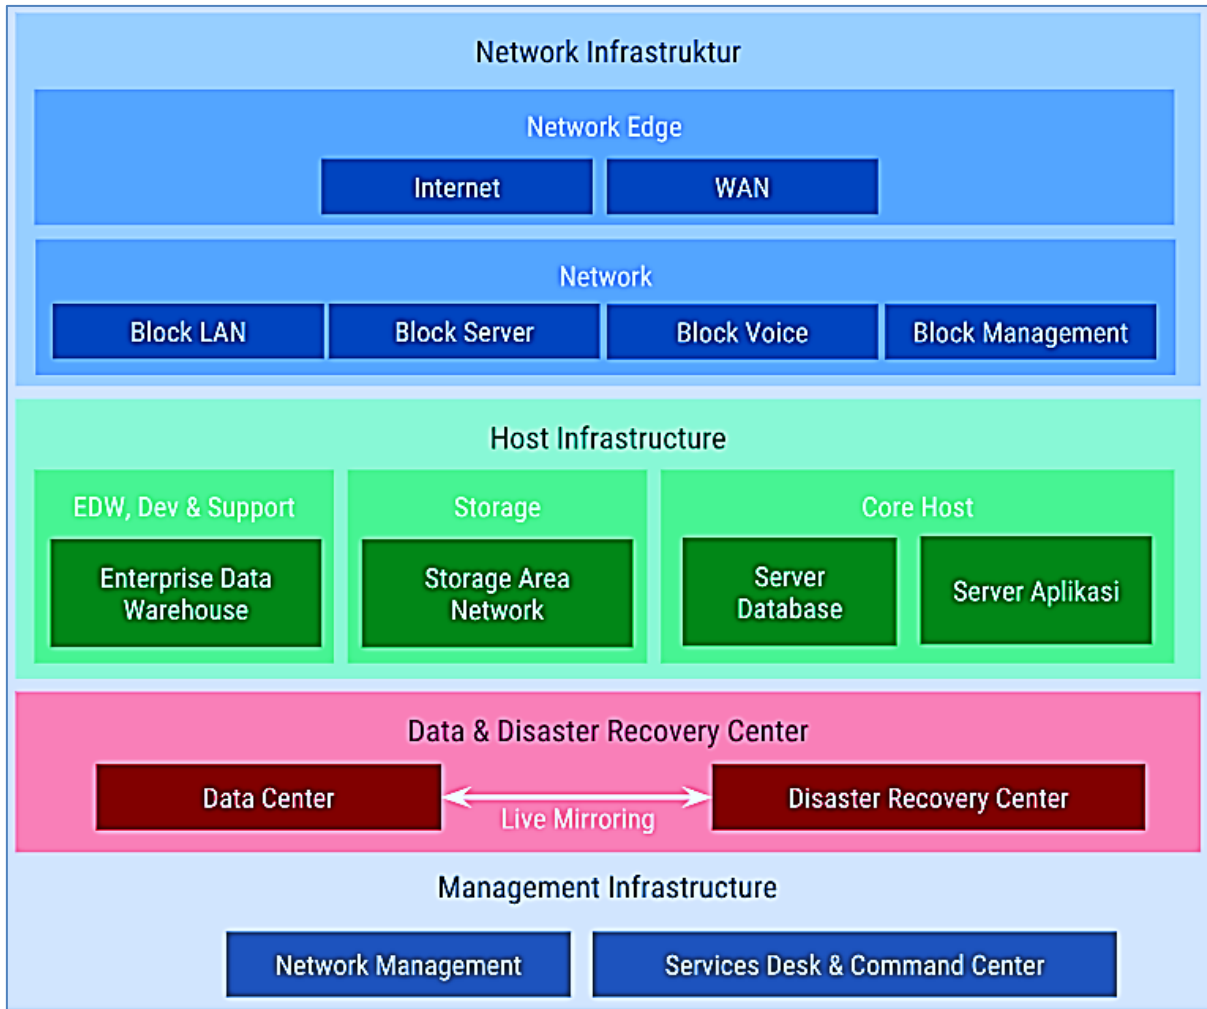 Network Infrastruktur
Network Edge
Internet
WAN
Network
Block LAN
Block Server
Block Voice
Block Management
Host Infrastructure
EDW, Dev & Support
Enterprise Data
Warehouse
Storage
Storage Area
Network
Core Host
Server
Database
Server Aplikasi
Data & Disaster Recovery Center
Data Center
Live Mirroring
Disaster Recovery Center
Management Infrastructure
Network Management
Services Desk & Command Center